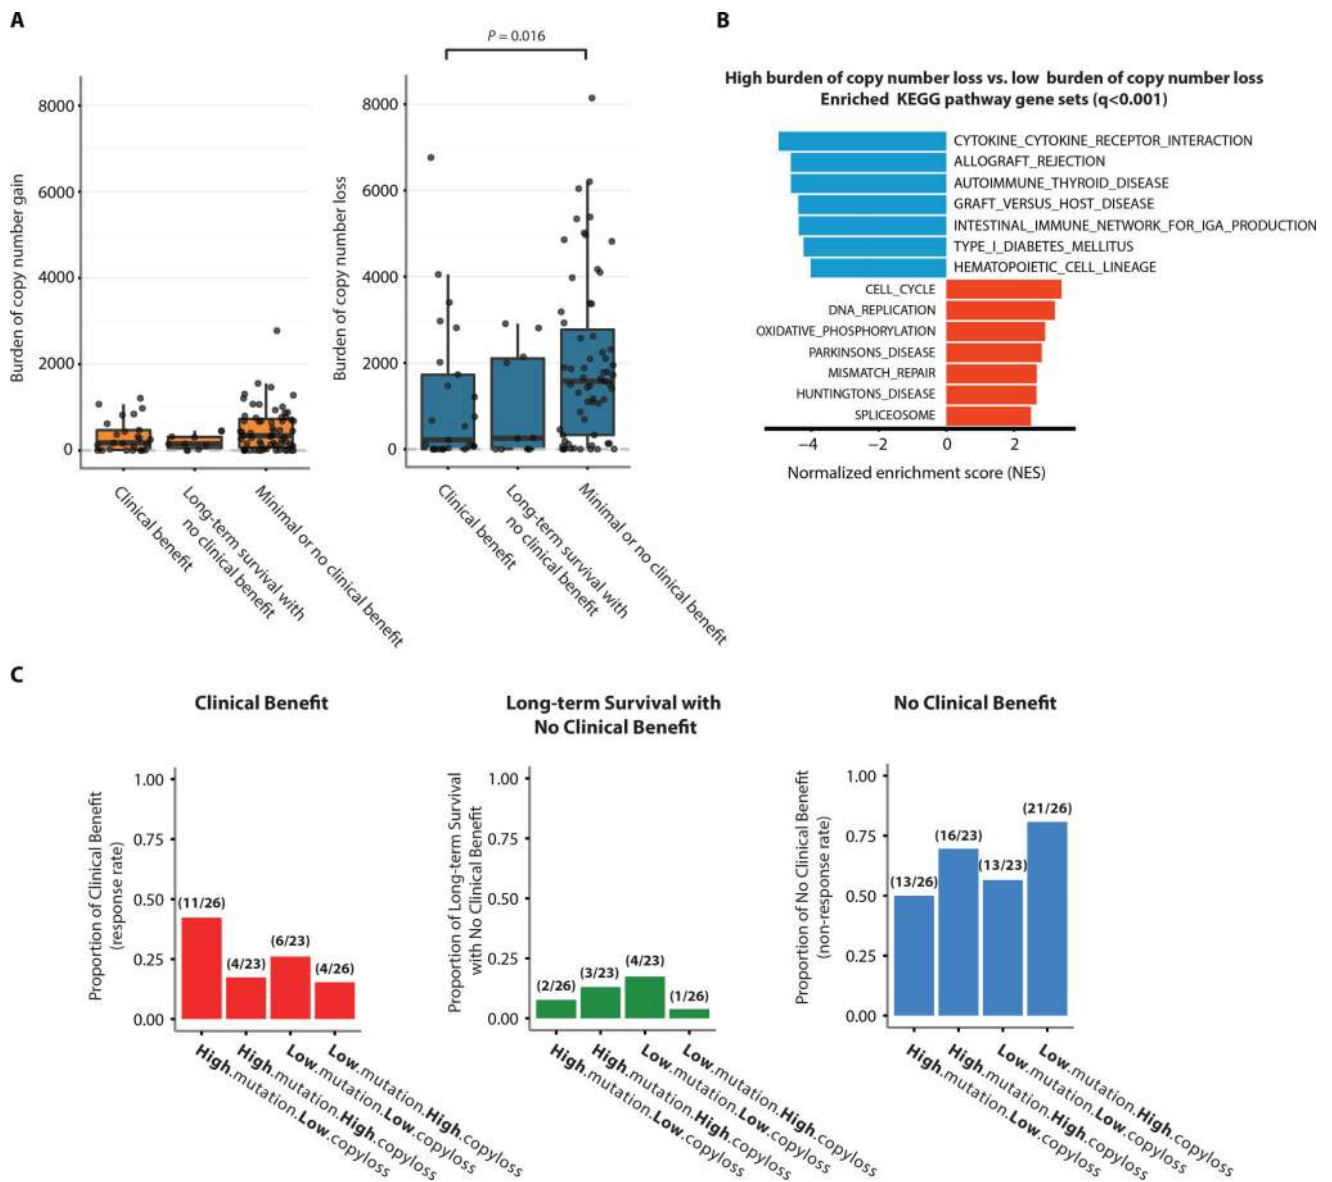 A
P = 0.016
Burden of copy number gain
8000
6000
4000
2000
0
Clinical benefit
Long-term survival with
no clinical benefit
Minimal or no clinical benefit
Burden of copy number loss
8000
6000
4000
2000
0
Clinical benefit
Long-term survival with
no clinical benefit
Minimal or no clinical benefit
B
High burden of copy number loss vs. low burden of copy number loss
Enriched KEGG pathway gene sets (q<0.001)
CYTOKINE_CYTOKINE_RECEPTOR_INTERACTION
ALLOGRAFT_REJECTION
AUTOIMMUNE_THYROID_DISEASE
GRAFT_VERSUS_HOST_DISEASE
INTESTINAL_IMMUNE_NETWORK_FOR_IGA_PRODUCTION
TYPE_I_DIABETES_MELLITUS
HEMATOPOIETIC_CELL_LINEAGE
CELL_CYCLE
DNA_REPLICATION
OXIDATIVE_PHOSPHORYLATION
PARKINSONS_DISEASE
MISMATCH_REPAIR
HUNTINGTONS_DISEASE
SPLICEOSOME
−4 −2 0 2
Normalized enrichment score (NES)
C
Clinical Benefit
Proportion of Clinical Benefit
(response rate)
1.00
0.75
0.50
0.25
0.00
(11/26)
(4/23)
(6/23)
(4/26)
High.mutation.Low.copyloss
High.mutation.High.copyloss
Low.mutation.Low.copyloss
Low.mutation.High.copyloss
Long-term Survival with
No Clinical Benefit
Proportion of Long-term Survival
with No Clinical Benefit
1.00
0.75
0.50
0.25
0.00
(2/26)
(3/23)
(4/23)
(1/26)
High.mutation.Low.copyloss
High.mutation.High.copyloss
Low.mutation.Low.copyloss
Low.mutation.High.copyloss
No Clinical Benefit
Proportion of No Clinical Benefit
(non-response rate)
1.00
0.75
0.50
0.25
0.00
(13/26)
(16/23)
(13/23)
(21/26)
High.mutation.Low.copyloss
High.mutation.High.copyloss
Low.mutation.Low.copyloss
Low.mutation.High.copyloss